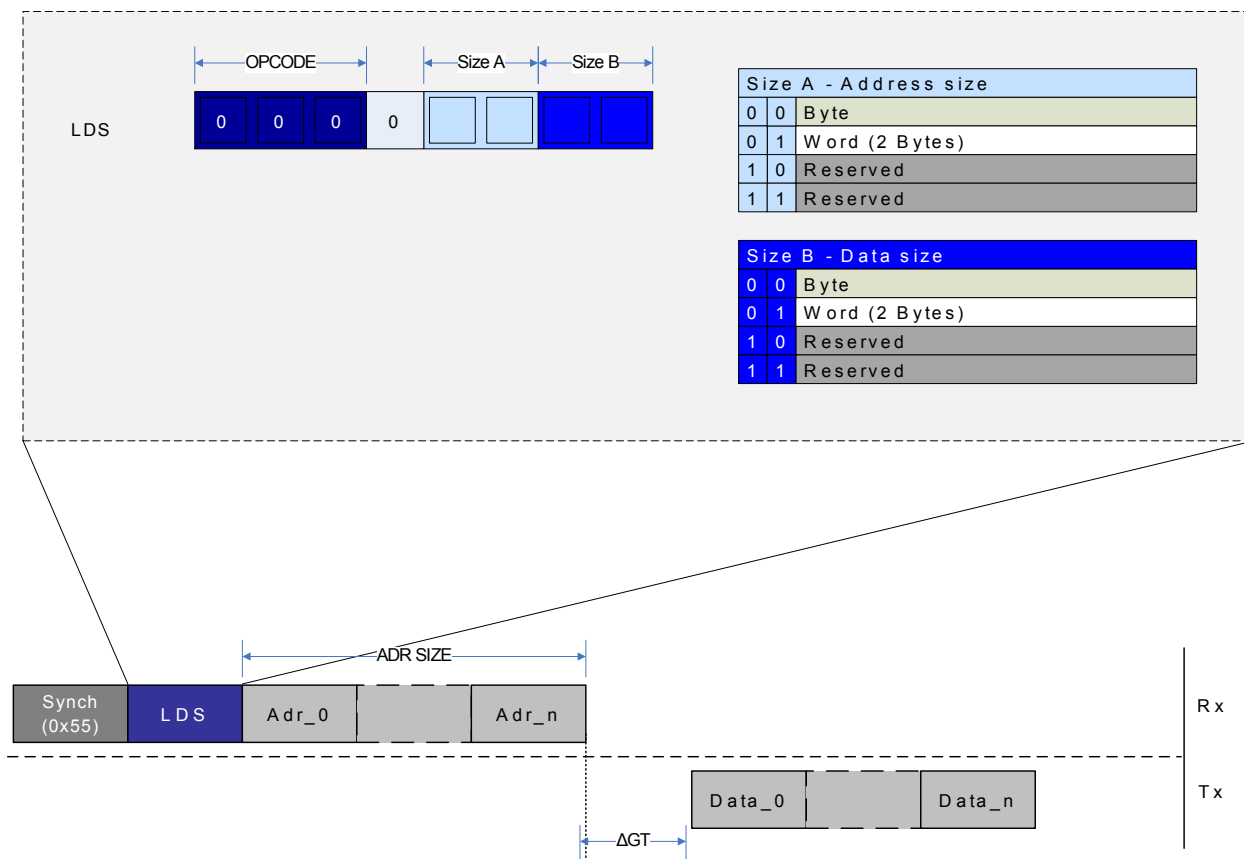 OPCODE Size A Size B
LDS 0 0 0 0
Size A - Address size
0 0 Byte
0 1 Word (2 Bytes)
1 0 Reserved
1 1 Reserved
Size B - Data size
0 0 Byte
0 1 Word (2 Bytes)
1 0 Reserved
1 1 Reserved
ADR SIZE
Synch
(0x55)
LDS
Adr_0
Adr_n
Rx
Data_0
Data_n
Tx
ΔGT